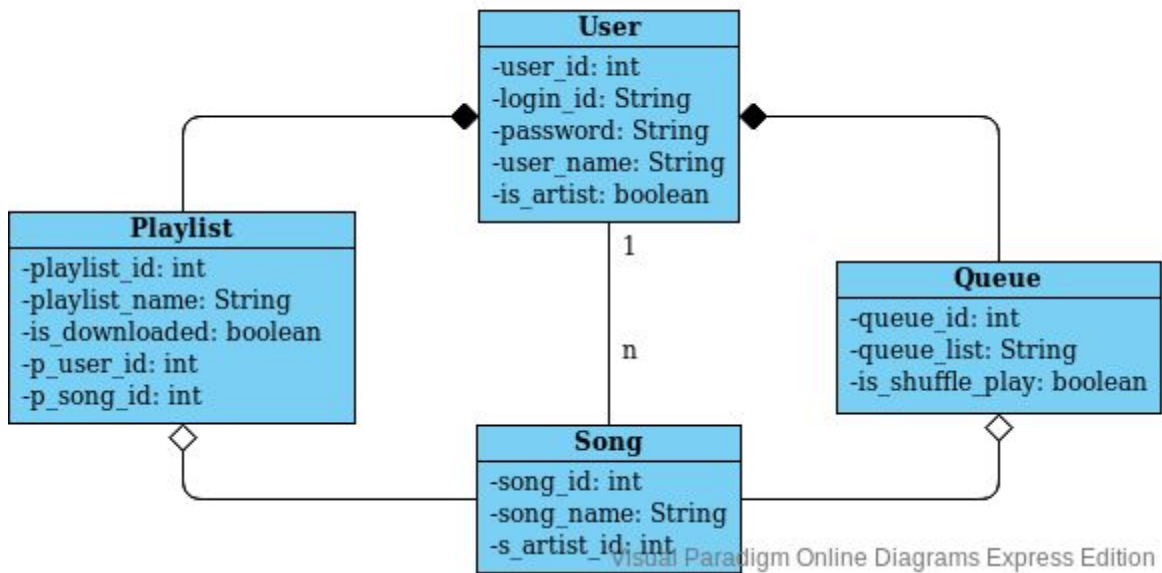 User
-user_id: int
-login_id: String
-password: String
-user_name: String
-is_artist: boolean
Playlist
-playlist_id: int
-playlist_name: String
-is_downloaded: boolean
-p_user_id: int
-p_song_id: int
1
n
Queue
-queue_id: int
-queue_list: String
-is_shuffle_play: boolean
Song
-song_id: int
-song_name: String
-s_artist_id: int
Visual Paradigm Online Diagrams Express Edition